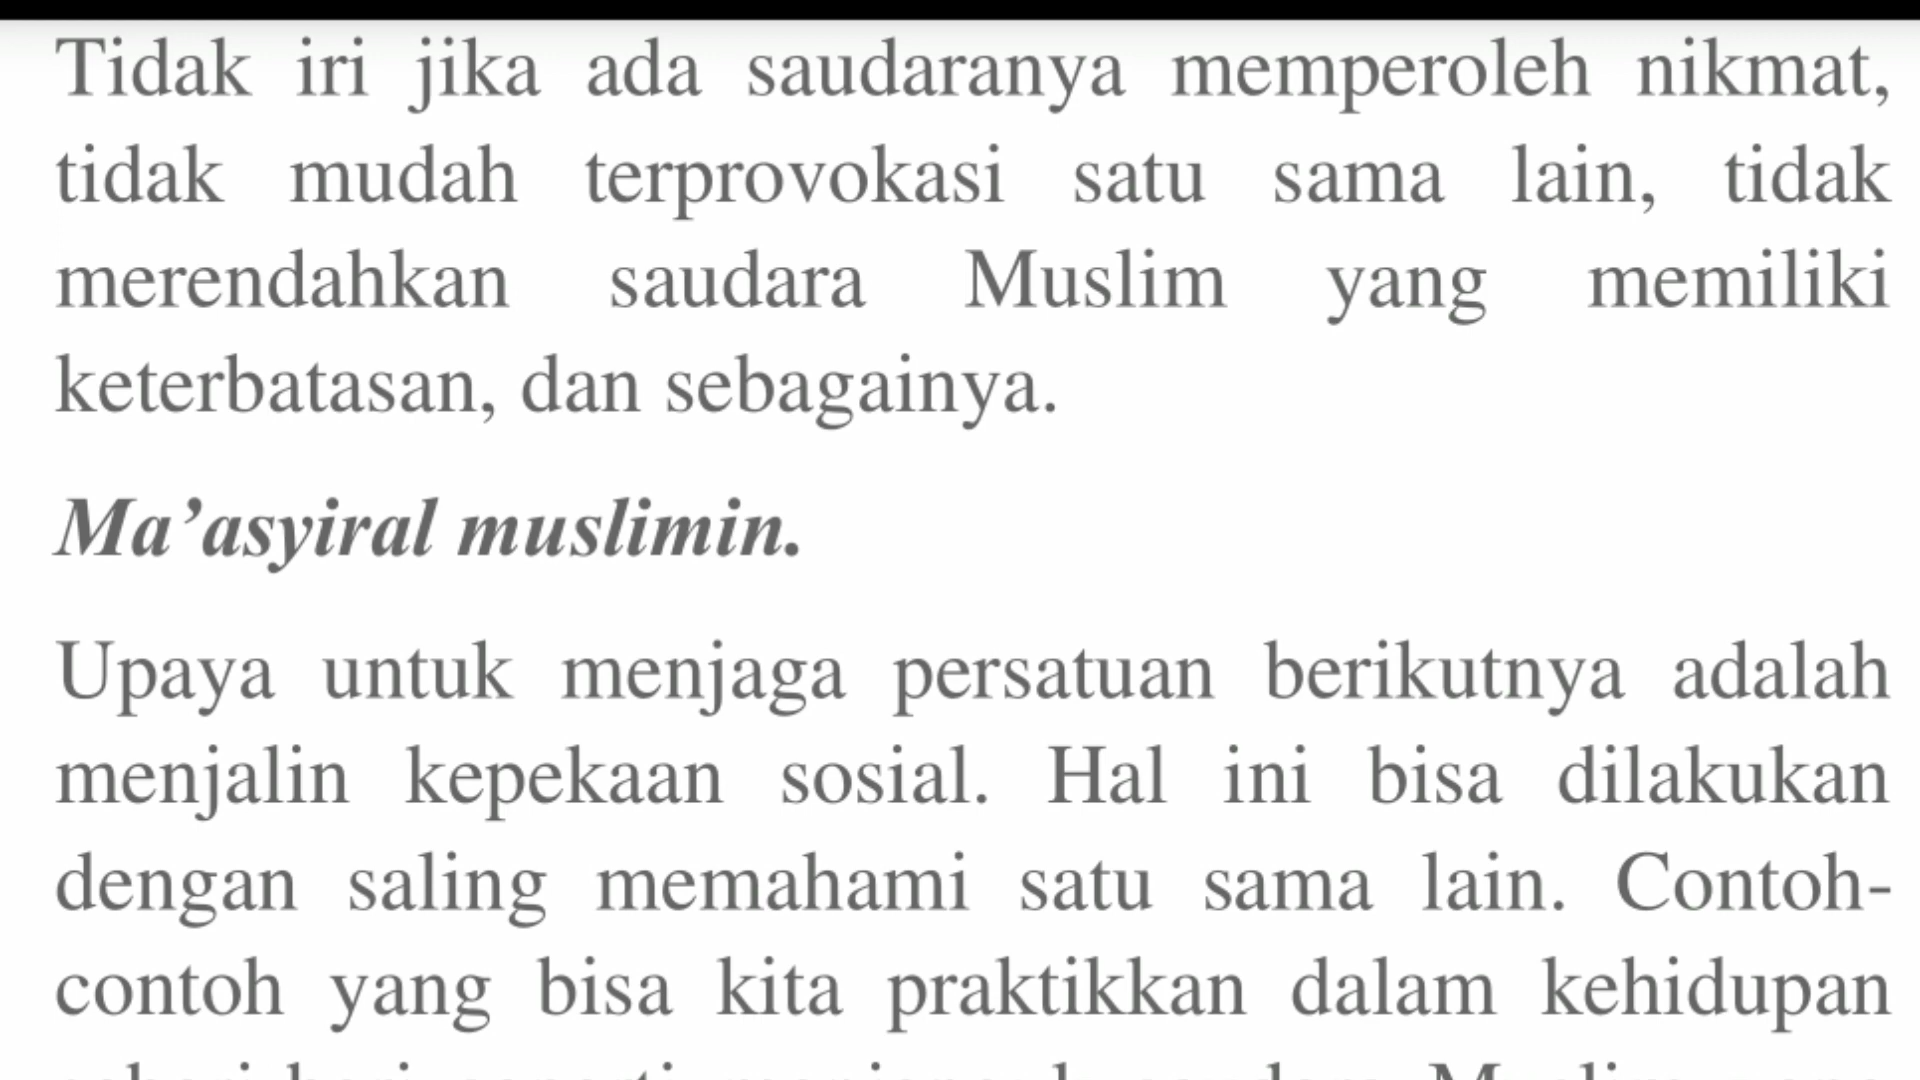 Tidak iri jika ada saudaranya memperoleh nikmat,
tidak mudah terprovokasi satu sama lain, tidak
merendahkan saudara Muslim yang memiliki
keterbatasan, dan sebagainya.
Ma’asyiral muslimin.
Upaya untuk menjaga persatuan berikutnya adalah
menjalin kepekaan sosial. Hal ini bisa dilakukan
dengan saling memahami satu sama lain. Contoh-
contoh yang bisa kita praktikkan dalam kehidupan